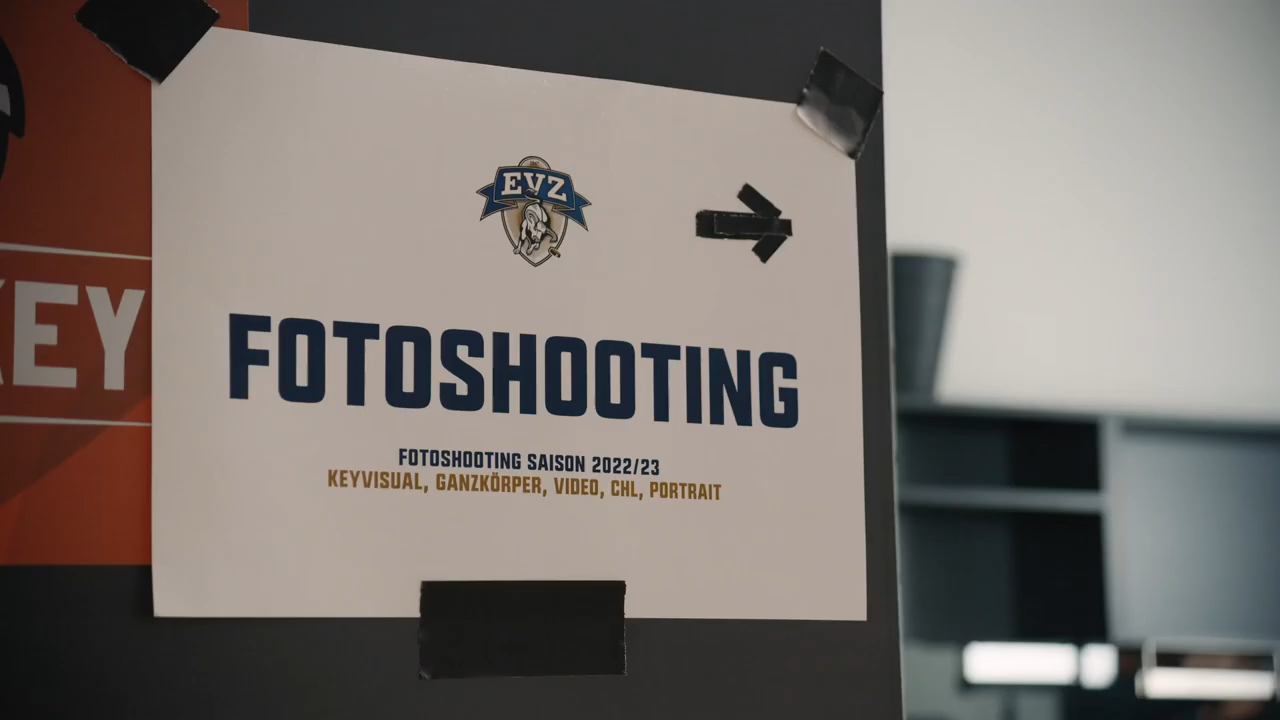 EVZ
FOTOSHOOTING
FOTOSHOOTING SAISON 2022/23
KEYVISUAL, GANZKÖRPER, VIDEO, CHL, PORTRAIT
KEY